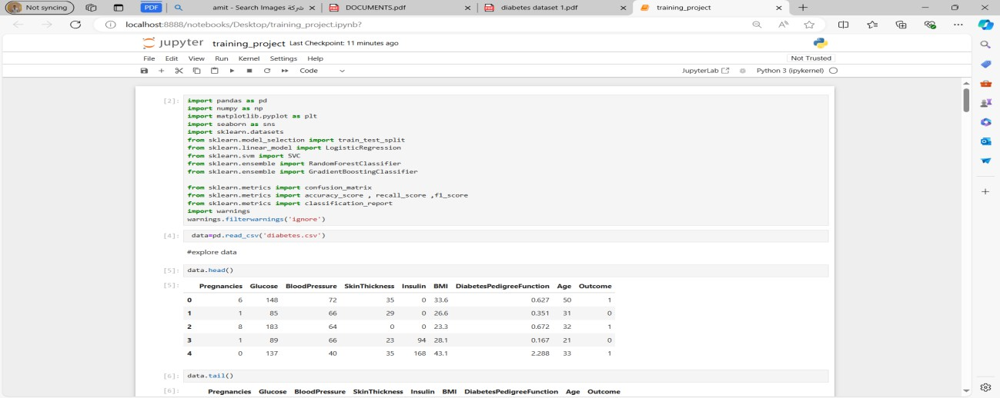 Not syncing PDF amit - Search Images شركة DOCUMENTS.pdf diabetes dataset 1.pdf training_project
localhost:8888/notebooks/Desktop/training_project.ipynb?
jupyter training_project Last Checkpoint: 11 minutes ago
File Edit View Run Kernel Settings Help Not Trusted
Code JupyterLab Python 3 (ipykernel)
[2]: import pandas as pd
import numpy as np
import matplotlib.pyplot as plt
import seaborn as sns
import sklearn.datasets
from sklearn.model_selection import train_test_split
from sklearn.linear_model import LogisticRegression
from sklearn.svm import SVC
from sklearn.ensemble import RandomForestClassifier
from sklearn.ensemble import GradientBoostingClassifier
from sklearn.metrics import confusion_matrix
from sklearn.metrics import accuracy_score , recall_score ,f1_score
from sklearn.metrics import classification_report
import warnings
warnings.filterwarnings('ignore')
[4]: data=pd.read_csv('diabetes.csv')
#explore data
[5]: data.head()
[5]: Pregnancies Glucose BloodPressure SkinThickness Insulin BMI DiabetesPedigreeFunction Age Outcome
0 6 148 72 35 0 33.6 0.627 50 1
1 1 85 66 29 0 26.6 0.351 31 0
2 8 183 64 0 0 23.3 0.672 32 1
3 1 89 66 23 94 28.1 0.167 21 0
4 0 137 40 35 168 43.1 2.288 33 1
[6]: data.tail()
[6]: Pregnancies Glucose BloodPressure SkinThickness Insulin BMI DiabetesPedigreeFunction Age Outcome